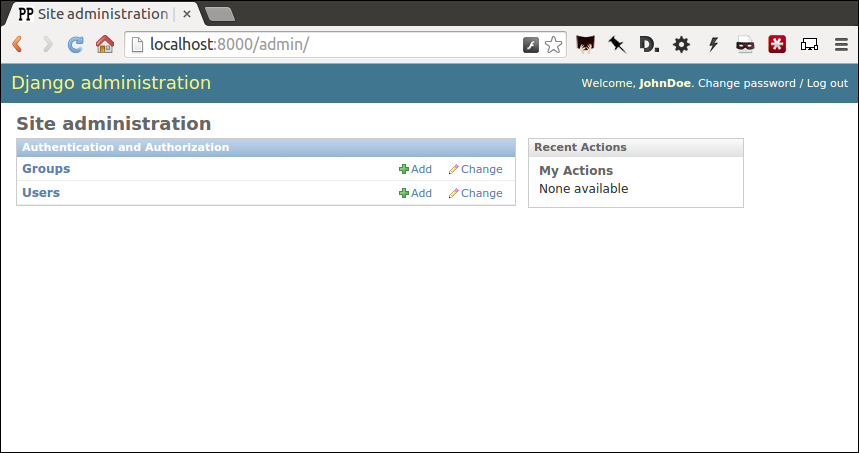 PP Site administration |
localhost:8000/admin/
D.
Django administration
Welcome, JohnDoe. Change password / Log out
Site administration
Authentication and Authorization
Groups Add Change
Users Add Change
Recent Actions
My Actions
None available